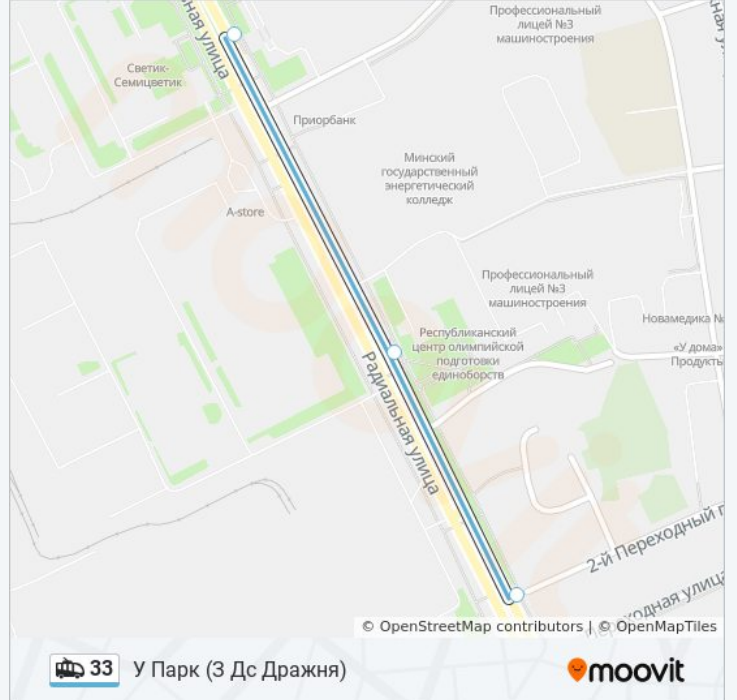 Профессиональный
лицей №3
машиностроения
ная улица
Светик-
Семицветик
Приорбанк
Минский
государственный
энергетический
колледж
A-store
Профессиональный
лицей №3
машиностроения
Новамедика №
Республиканский
центр олимпийской
подготовки
единоборств
«У дома»
Продукты
Радиальная улица
2-й Переходный п
ходная улица
© OpenStreetMap contributors | © OpenMapTiles
33 У Парк (З Дс Дражня)
moovit